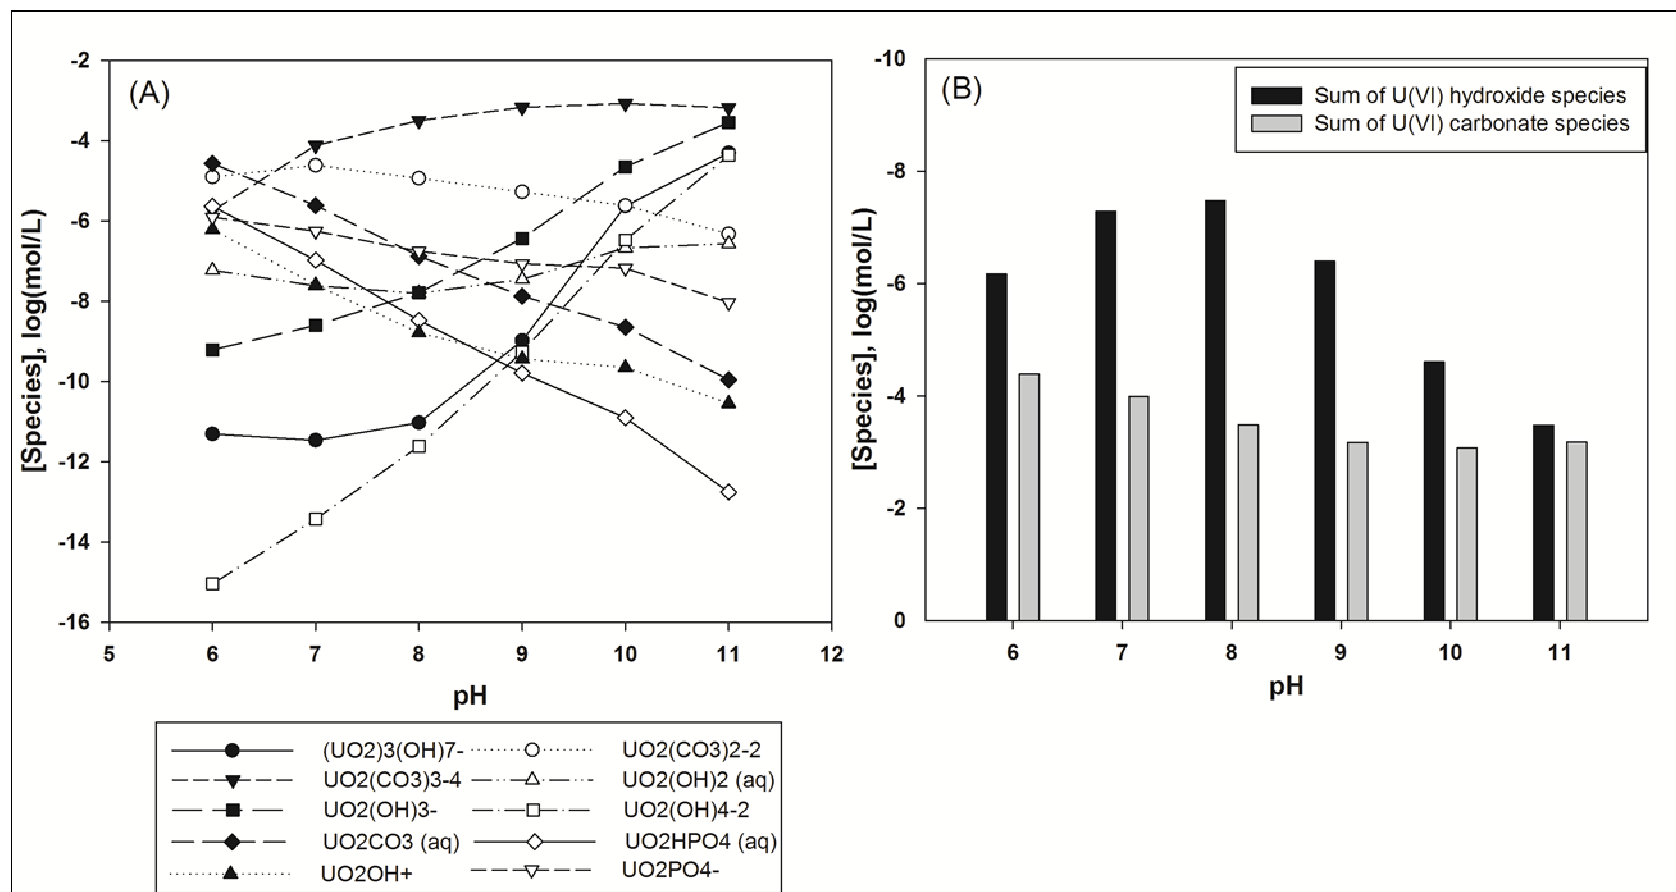 (A)
[Species], log(mol/L)
-2
-4
-6
-8
-10
-12
-14
-16
5 6 7 8 9 10 11 12
pH
(UO2)3(OH)7-
UO2(CO3)2-2
UO2(CO3)3-4
UO2(OH)2 (aq)
UO2(OH)3-
UO2(OH)4-2
UO2CO3 (aq)
UO2HPO4 (aq)
UO2OH+
UO2PO4-
(B)
[Species], log(mol/L)
-10
-8
-6
-4
-2
0
6 7 8 9 10 11
pH
Sum of U(VI) hydroxide species
Sum of U(VI) carbonate species